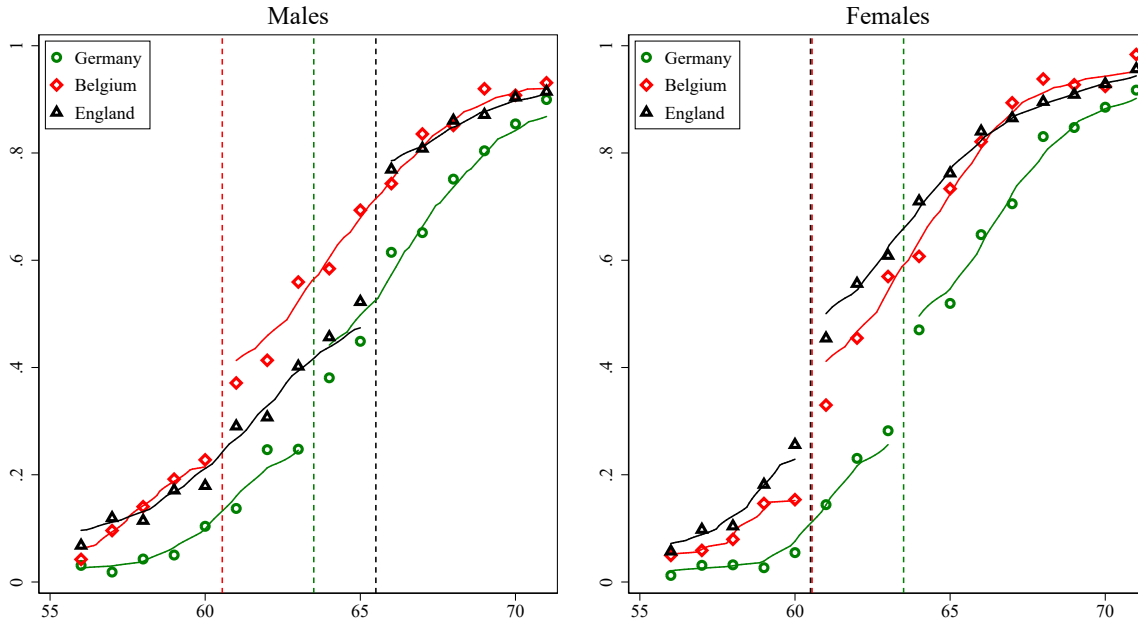 Males
1
.8
.6
.4
.2
0
Germany
Belgium
England
55
60
65
70
Females
1
.8
.6
.4
.2
0
Germany
Belgium
England
55
60
65
70